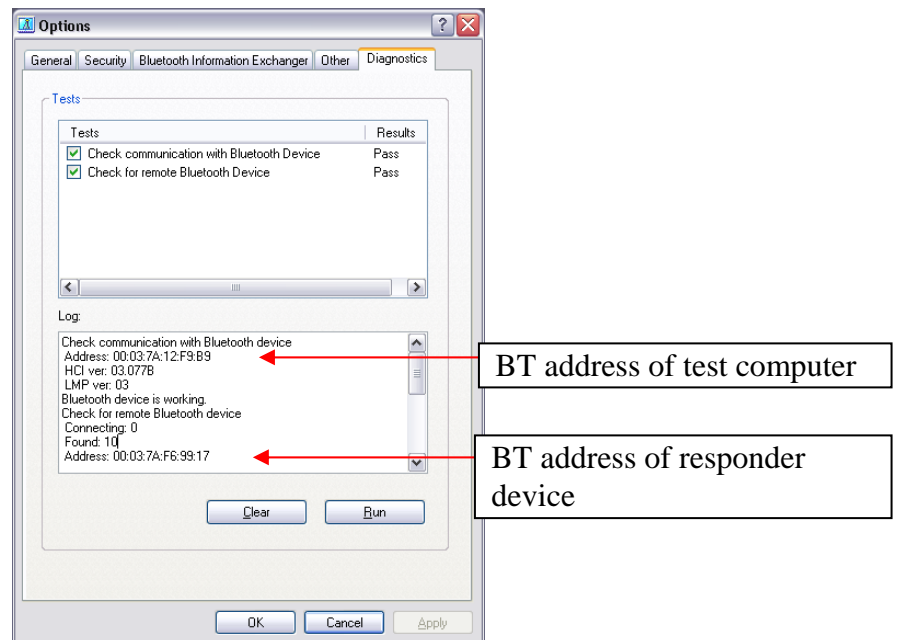 Options
General Security Bluetooth Information Exchanger Other Diagnostics
Tests
Tests Results
Check communication with Bluetooth Device Pass
Check for remote Bluetooth Device Pass
Log:
Check communication with Bluetooth device
Address: 00:03:7A:12:F9:B9
HCI ver: 03.077B
LMP ver: 03
Bluetooth device is working.
Check for remote Bluetooth device
Connecting: 0
Found: 10
Address: 00:03:7A:F6:99:17
BT address of test computer
BT address of responder
device
Clear Run
OK Cancel Apply